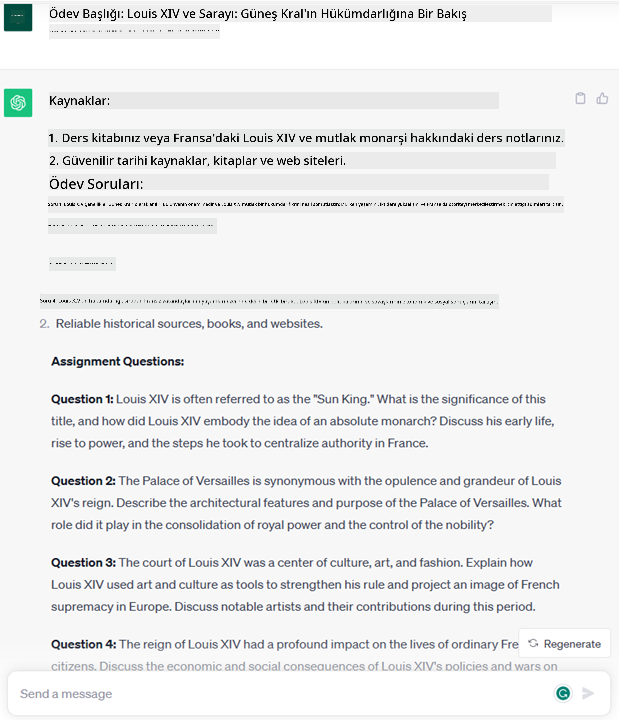 Ödev Başlığı: Louis XIV ve Sarayı: Güneş Kral'ın Hükümdarlığına Bir Bakış
Kaynaklar:
1. Ders kitabınız veya Fransa'daki Louis XIV ve mutlak monarşi hakkındaki ders notlarınız.
2. Güvenilir tarihi kaynaklar, kitaplar ve web siteleri.
Ödev Soruları:
2. Reliable historical sources, books, and websites.
Assignment Questions:
Question 1: Louis XIV is often referred to as the "Sun King." What is the significance of this
title, and how did Louis XIV embody the idea of an absolute monarch? Discuss his early life,
rise to power, and the steps he took to centralize authority in France.
Question 2: The Palace of Versailles is synonymous with the opulence and grandeur of Louis
XIV's reign. Describe the architectural features and purpose of the Palace of Versailles. What
role did it play in the consolidation of royal power and the control of the nobility?
Question 3: The court of Louis XIV was a center of culture, art, and fashion. Explain how
Louis XIV used art and culture as tools to strengthen his rule and project an image of French
supremacy in Europe. Discuss notable artists and their contributions during this period.
Question 4: The reign of Louis XIV had a profound impact on the lives of ordinary Fre
Regenerate
citizens. Discuss the economic and social consequences of Louis XIV's policies and wars on
Send a message